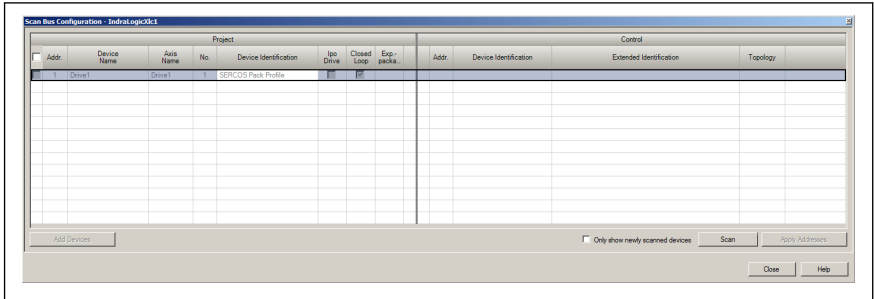 Scan Bus Configuration - IndraLogicXlc1
Project Control
Addr. Device Name Axis Name No. Device Identification Ipo Drive Closed Loop Exp.-packa... Addr. Device Identification Extended Identification Topology
1 Drive1 Drive1 1 SERCOS Pack Profile
Add Devices Only show newly scanned devices Scan Apply Addresses
Close Help